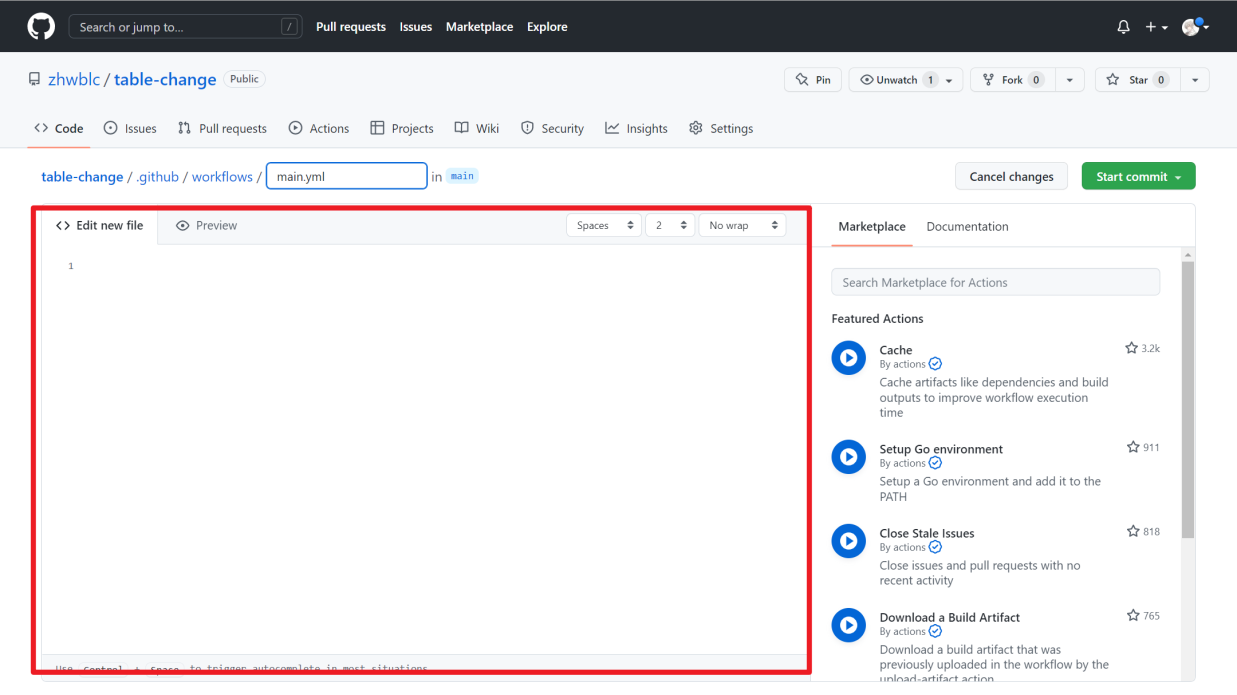 Search or jump to... /
Pull requests Issues Marketplace Explore
zhwblc / table-change Public
Pin Unwatch 1 Fork 0 Star 0
Code Issues Pull requests Actions Projects Wiki Security Insights Settings
table-change / .github / workflows / main.yml in main
Cancel changes Start commit
Edit new file Preview Spaces 2 No wrap
1
Use Control + Space to trigger autocomplete in most situations.
Marketplace Documentation
Search Marketplace for Actions
Featured Actions
Cache 3.2k
By actions
Cache artifacts like dependencies and build
outputs to improve workflow execution
time
Setup Go environment 911
By actions
Setup a Go environment and add it to the
PATH
Close Stale Issues 818
By actions
Close issues and pull requests with no
recent activity
Download a Build Artifact 765
By actions
Download a build artifact that was
previously uploaded in the workflow by the
upload-artifact action